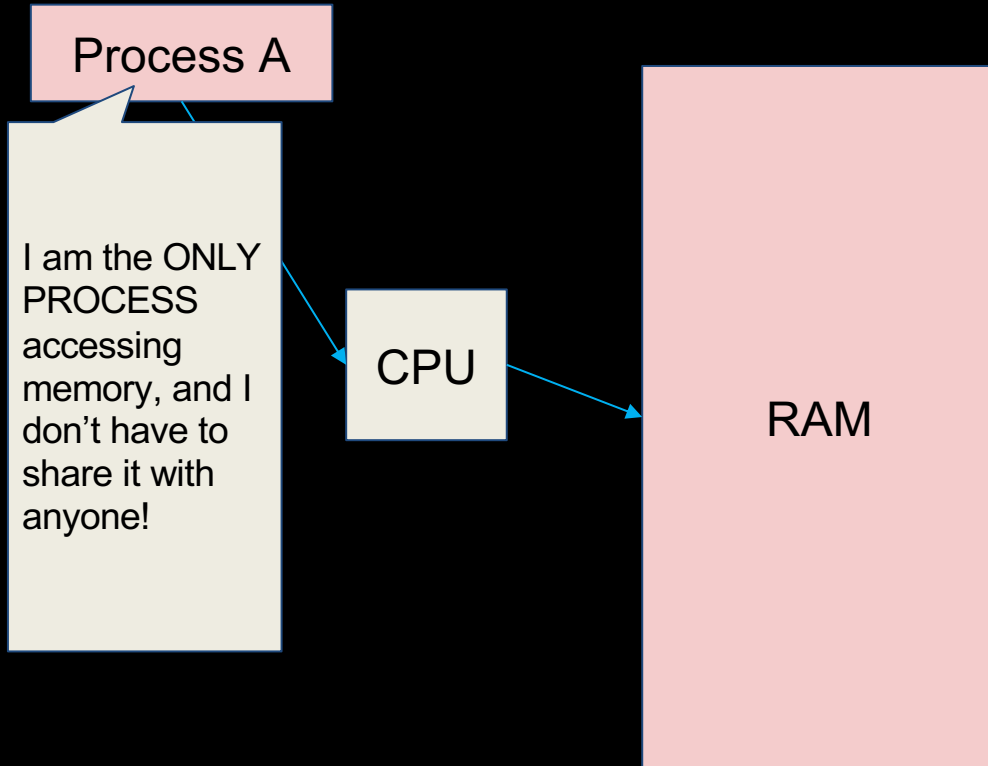 Process A
I am the ONLY
PROCESS
accessing
memory, and I
don’t have to
share it with
anyone!
CPU
RAM